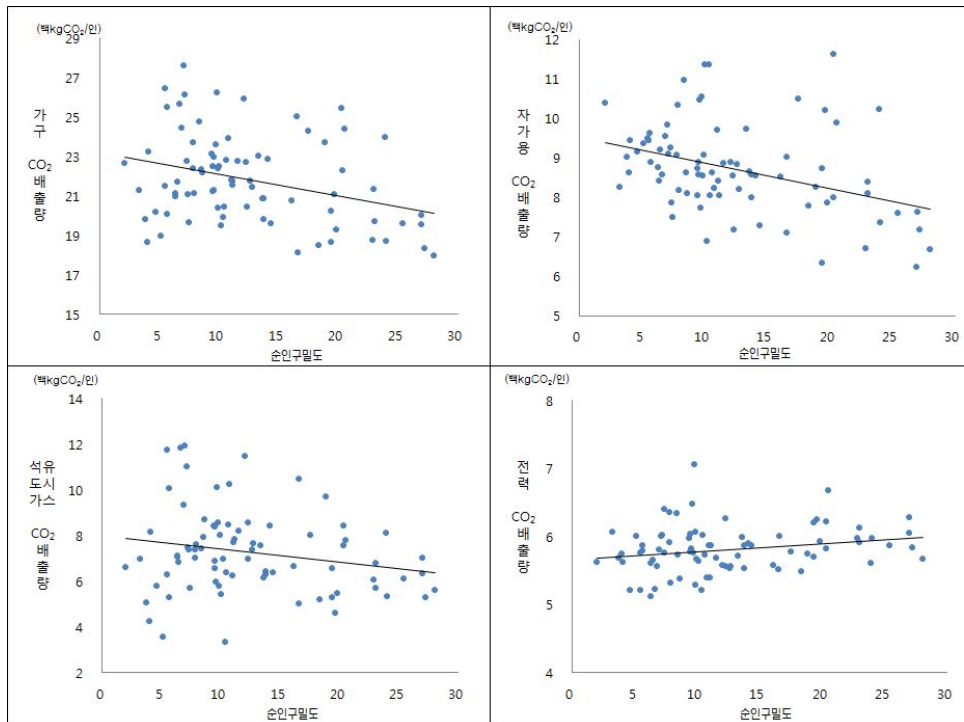 (백kgCO₂/인)
29
27
25
23
21
19
17
15
가
구
CO₂
배
출
량
0 5 10 15 20 25 30
순인구밀도
(백kgCO₂/인)
12
11
10
9
8
7
6
5
자
가
용
CO₂
배
출
량
0 5 10 15 20 25 30
순인구밀도
(백kgCO₂/인)
14
12
10
8
6
4
2
석유
도시
가스
CO₂
배
출
량
0 5 10 15 20 25 30
순인구밀도
(백kgCO₂/인)
8
7
6
5
4
전
력
CO₂
배
출
량
0 5 10 15 20 25 30
순인구밀도